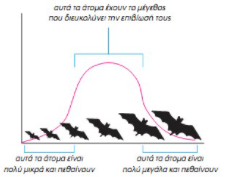 αυτά τα άτομα έχουν το μέγεθος
που διευκολύνει την επιβίωσή τους
αυτά τα άτομα είναι
πολύ μικρά και πεθαίνουν
αυτά τα άτομα είναι
πολύ μεγάλα και πεθαίνουν